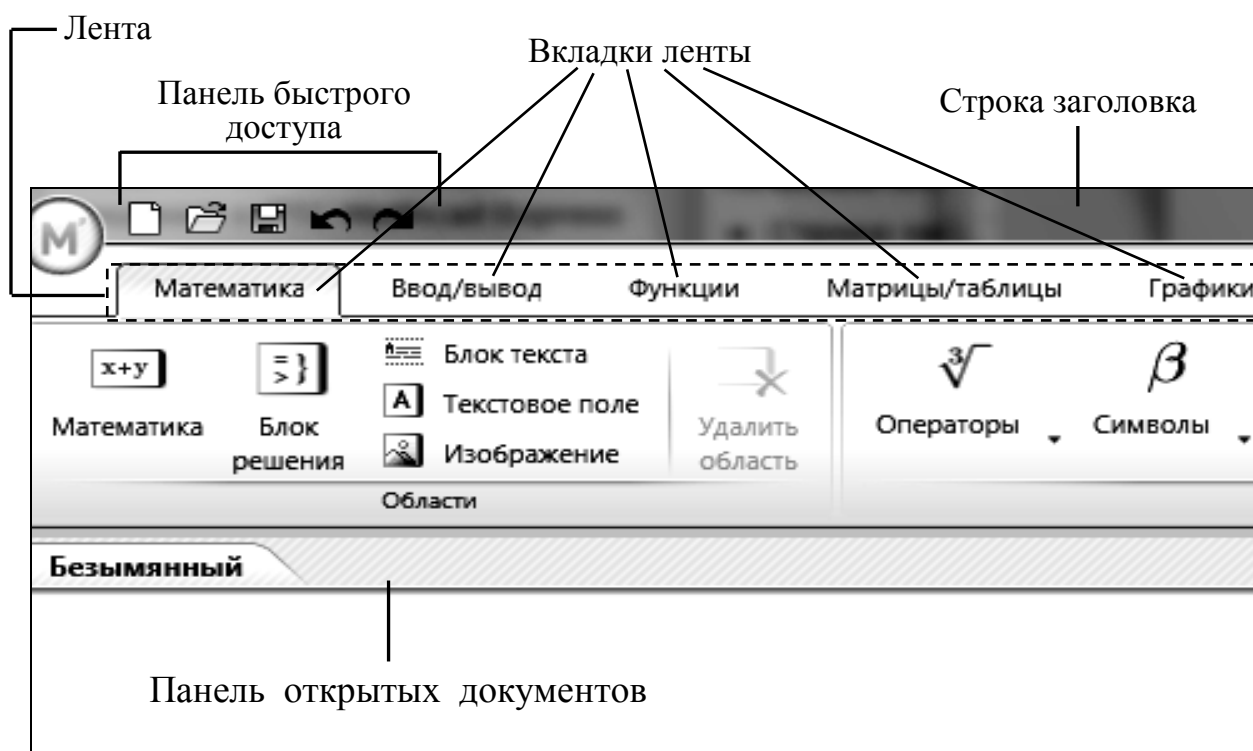 Лента
Вкладки ленты
Панель быстрого
доступа
Строка заголовка
M
Математика Ввод/вывод Функции Матрицы/таблицы Графики
x+y
Математика
= }
> }
Блок
решения
Блок текста
A Текстовое поле
Изображение
Удалить
область
Области
∛ β
Операторы Символы
Безымянный
Панель открытых документов